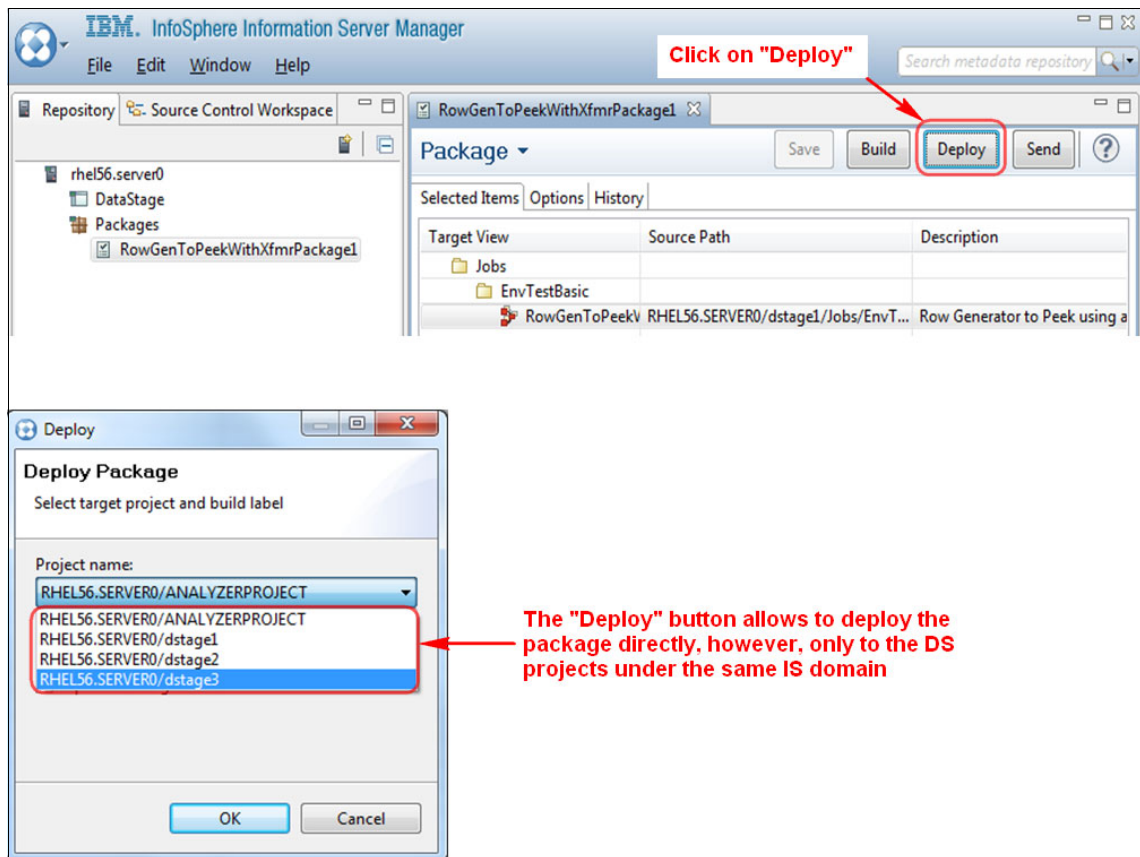 IBM. InfoSphere Information Server Manager
File Edit Window Help
Click on "Deploy"
Search metadata repository
Repository Source Control Workspace
RowGenToPeekWithXfmrPackage1
Package
Save Build Deploy Send ?
rhel56.server0
DataStage
Packages
RowGenToPeekWithXfmrPackage1
Selected Items Options History
Target View Source Path Description
Jobs
EnvTestBasic
RowGenToPeekW RHEL56.SERVER0/dstage1/Jobs/EnvT... Row Generator to Peek using a
Deploy
Deploy Package
Select target project and build label
Project name:
RHEL56.SERVER0/ANALYZERPROJECT
RHEL56.SERVER0/ANALYZERPROJECT
RHEL56.SERVER0/dstage1
RHEL56.SERVER0/dstage2
RHEL56.SERVER0/dstage3
The "Deploy" button allows to deploy the
package directly, however, only to the DS
projects under the same IS domain
OK Cancel